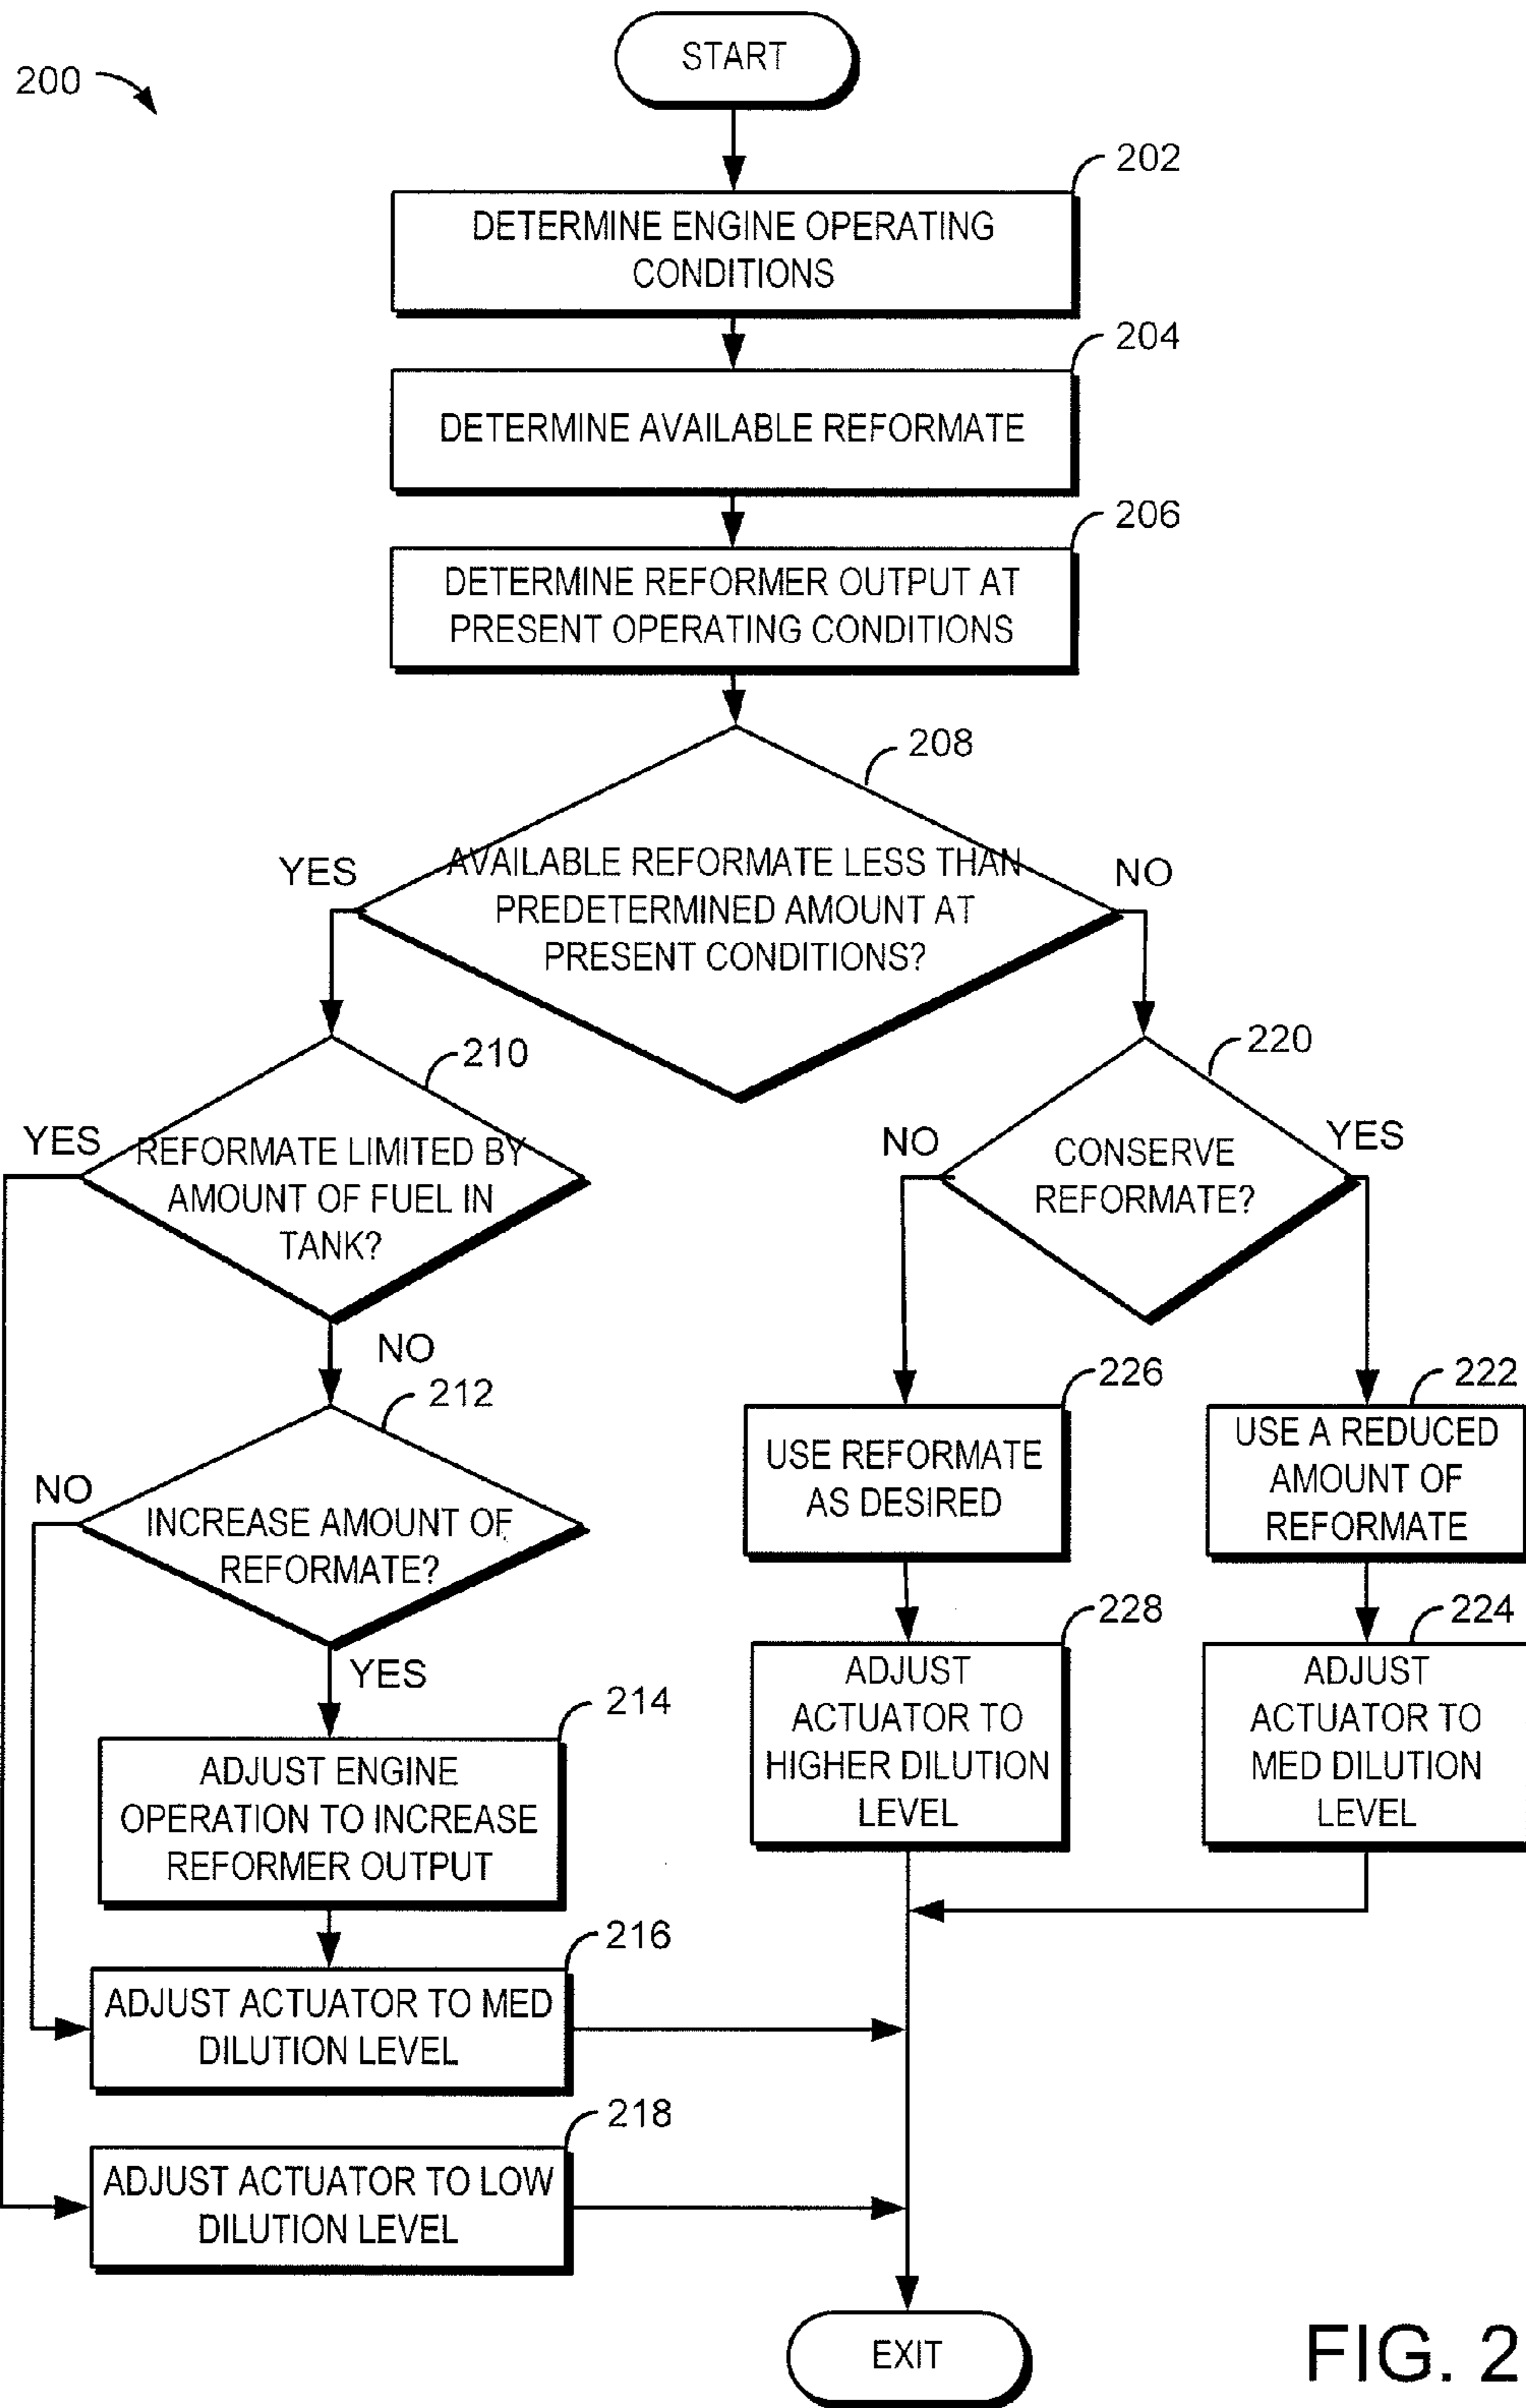 START
200
202
DETERMINE ENGINE OPERATING
CONDITIONS
204
DETERMINE AVAILABLE REFORMATE
206
DETERMINE REFORMER OUTPUT AT
PRESENT OPERATING CONDITIONS
208
YES
AVAILABLE REFORMATE LESS THAN
PREDETERMINED AMOUNT AT
PRESENT CONDITIONS?
NO
210
YES
REFORMATE LIMITED BY
AMOUNT OF FUEL IN
TANK?
NO
220
NO
CONSERVE
REFORMATE?
YES
212
NO
INCREASE AMOUNT OF
REFORMATE?
YES
226
USE REFORMATE
AS DESIRED
222
USE A REDUCED
AMOUNT OF
REFORMATE
214
ADJUST ENGINE
OPERATION TO INCREASE
REFORMER OUTPUT
228
ADJUST
ACTUATOR TO
HIGHER DILUTION
LEVEL
224
ADJUST
ACTUATOR TO
MED DILUTION
LEVEL
216
ADJUST ACTUATOR TO MED
DILUTION LEVEL
218
ADJUST ACTUATOR TO LOW
DILUTION LEVEL
EXIT
FIG. 2